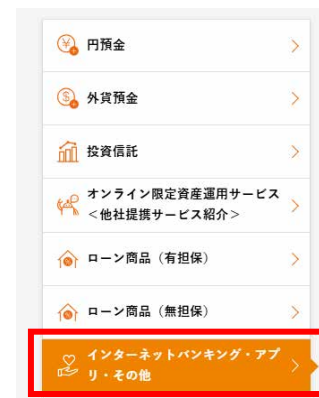 円預金
外貨預金
投資信託
オンライン限定資産運用サービス
＜他社提携サービス紹介＞
ローン商品（有担保）
ローン商品（無担保）
インターネットバンキング・アプ
リ・その他